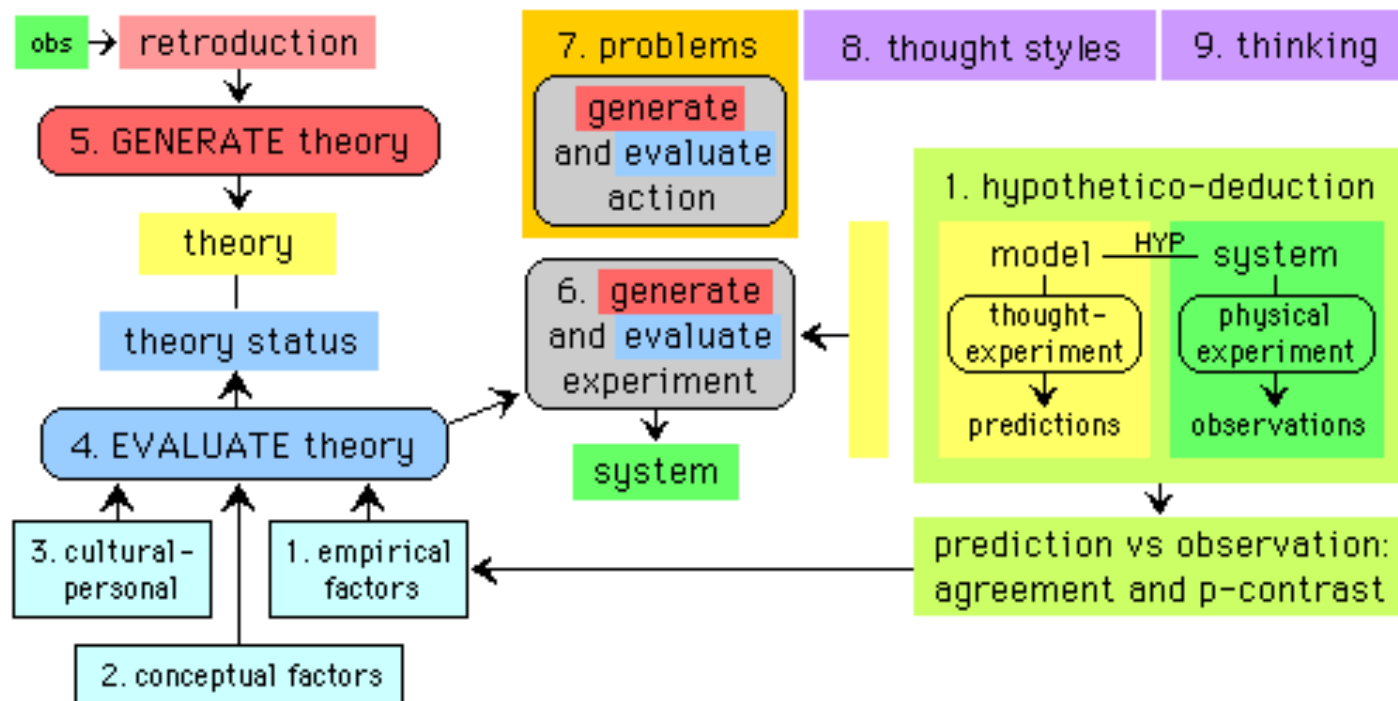 obs
retroduction
5. GENERATE theory
theory
theory status
4. EVALUATE theory
3. cultural-
personal
1. empirical
factors
2. conceptual factors
7. problems
generate
and evaluate
action
6. generate
and evaluate
experiment
system
8. thought styles
9. thinking
1. hypothetico-deduction
model HYP system
thought-
experiment
predictions
physical
experiment
observations
prediction vs observation:
agreement and p-contrast